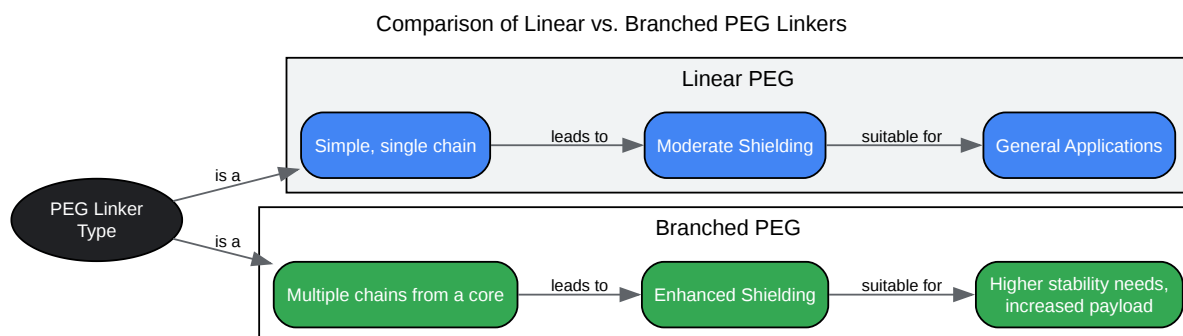 Comparison of Linear vs. Branched PEG Linkers
Linear PEG
Simple, single chain
leads to
Moderate Shielding
suitable for
General Applications
is a
PEG Linker
Type
is a
Branched PEG
Multiple chains from a core
leads to
Enhanced Shielding
suitable for
Higher stability needs,
increased payload